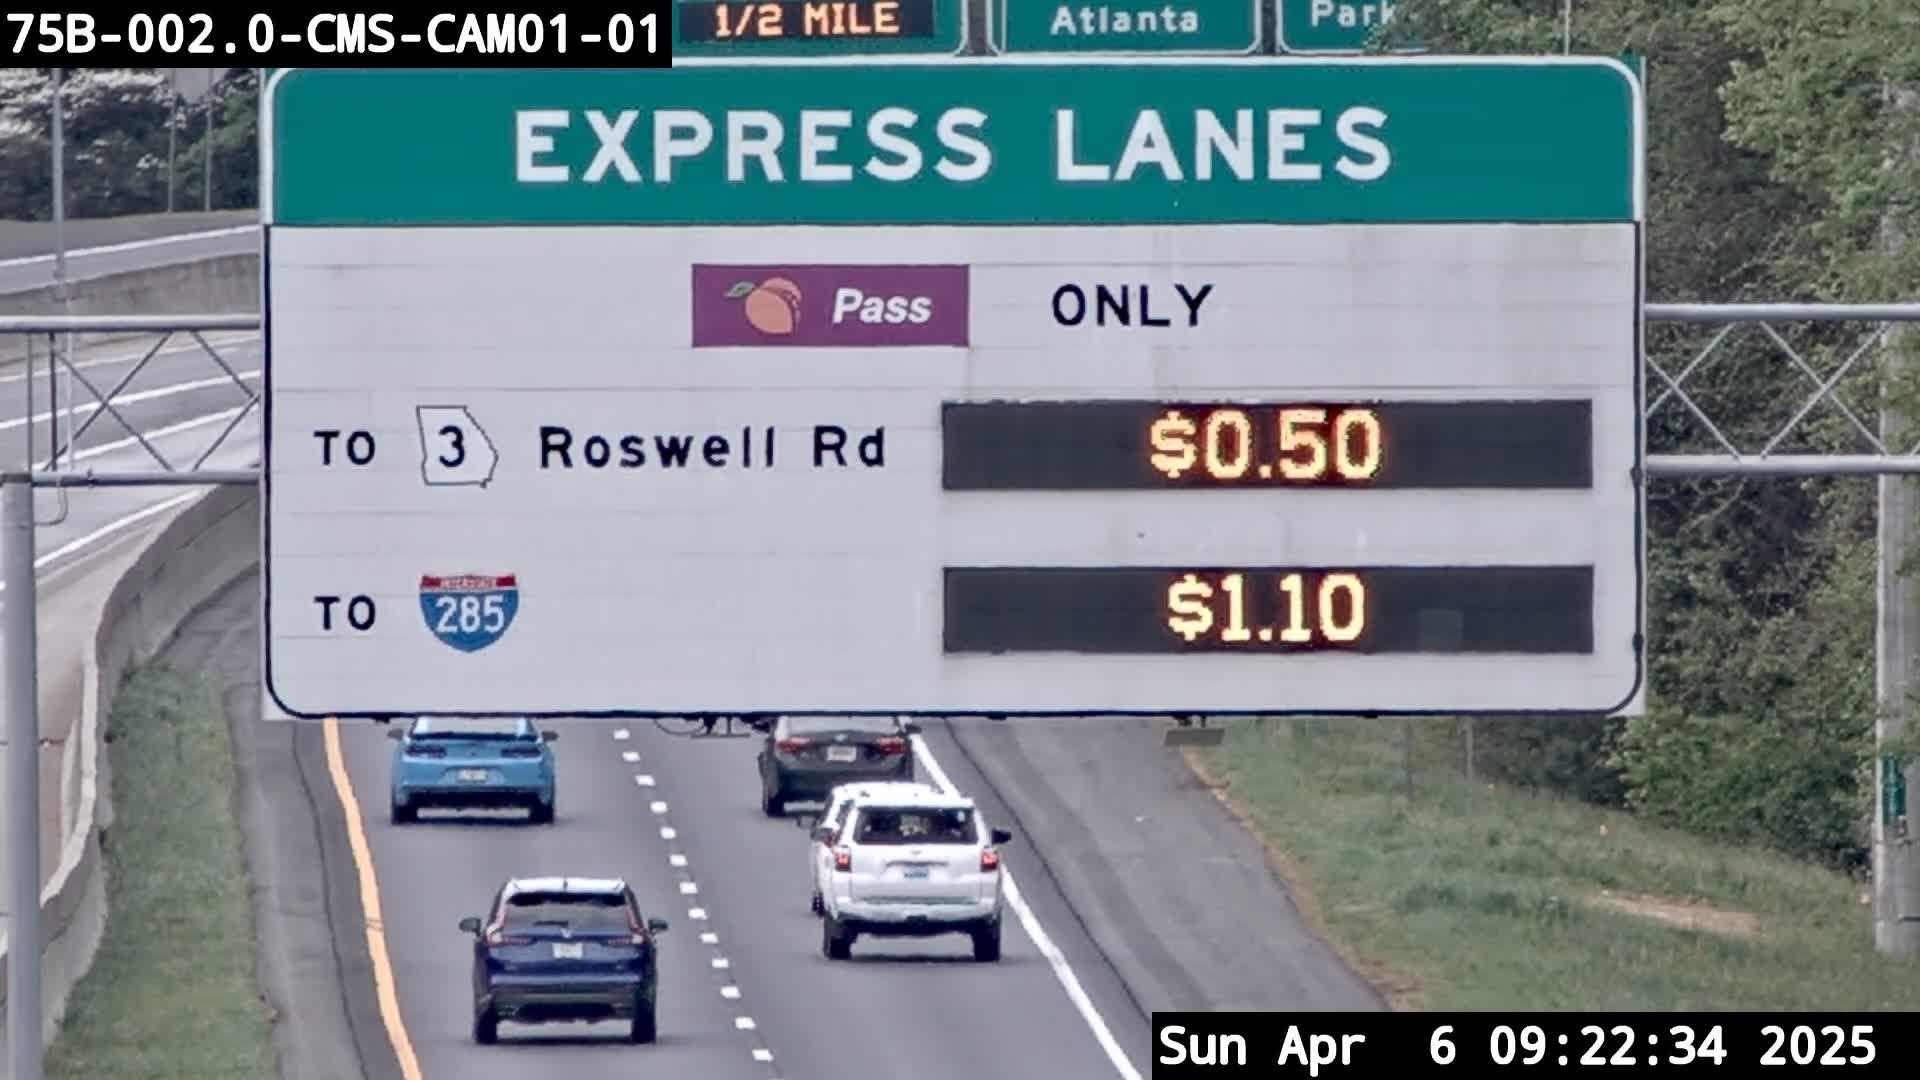 75B-002.0-CMS-CAM01-01
1/2 MILE
Atlanta
Park
EXPRESS LANES
Pass ONLY
TO 3 Roswell Rd $0.50
TO INTERSTATE 285 $1.10
Sun Apr 6 09:22:34 2025